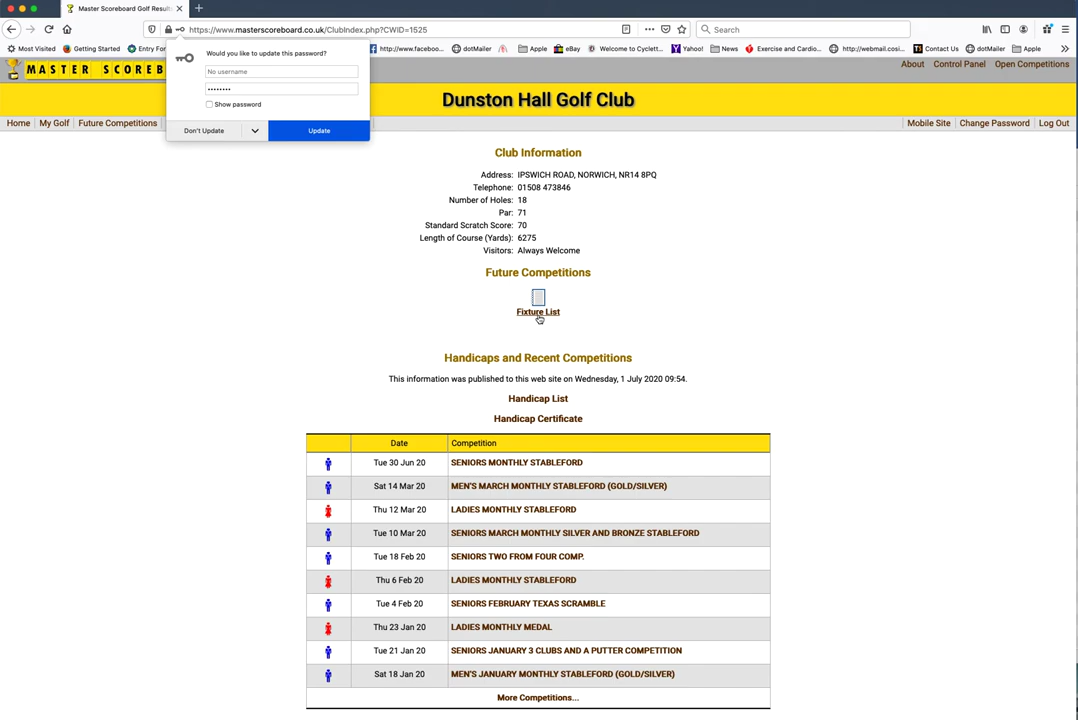 Master Scoreboard Golf Result
https://www.masterscoreboard.co.uk/ClubIndex.php?CWID=1525
Search
Most Visited
Getting Started
Entry For
http://www.faceboo...
dotMailer
Apple
eBay
Welcome to Cyclett...
Yahoo!
News
Exercise and Cardio...
http://webmail.cosi...
Contact Us
dotMailer
Apple
Would you like to update this password?
No username
••••••••
Show password
Don't Update
Update
MASTER SCOREB
About
Control Panel
Open Competitions
Dunston Hall Golf Club
Home
My Golf
Future Competitions
Mobile Site
Change Password
Log Out
Club Information
Address: IPSWICH ROAD, NORWICH, NR14 8PQ
Telephone: 01508 473846
Number of Holes: 18
Par: 71
Standard Scratch Score: 70
Length of Course (Yards): 6275
Visitors: Always Welcome
Future Competitions
Fixture List
Handicaps and Recent Competitions
This information was published to this web site on Wednesday, 1 July 2020 09:54.
Handicap List
Handicap Certificate
Date Competition
Tue 30 Jun 20 SENIORS MONTHLY STABLEFORD
Sat 14 Mar 20 MEN'S MARCH MONTHLY STABLEFORD (GOLD/SILVER)
Thu 12 Mar 20 LADIES MONTHLY STABLEFORD
Tue 10 Mar 20 SENIORS MARCH MONTHLY SILVER AND BRONZE STABLEFORD
Tue 18 Feb 20 SENIORS TWO FROM FOUR COMP.
Thu 6 Feb 20 LADIES MONTHLY STABLEFORD
Tue 4 Feb 20 SENIORS FEBRUARY TEXAS SCRAMBLE
Thu 23 Jan 20 LADIES MONTHLY MEDAL
Tue 21 Jan 20 SENIORS JANUARY 3 CLUBS AND A PUTTER COMPETITION
Sat 18 Jan 20 MEN'S JANUARY MONTHLY STABLEFORD (GOLD/SILVER)
More Competitions...